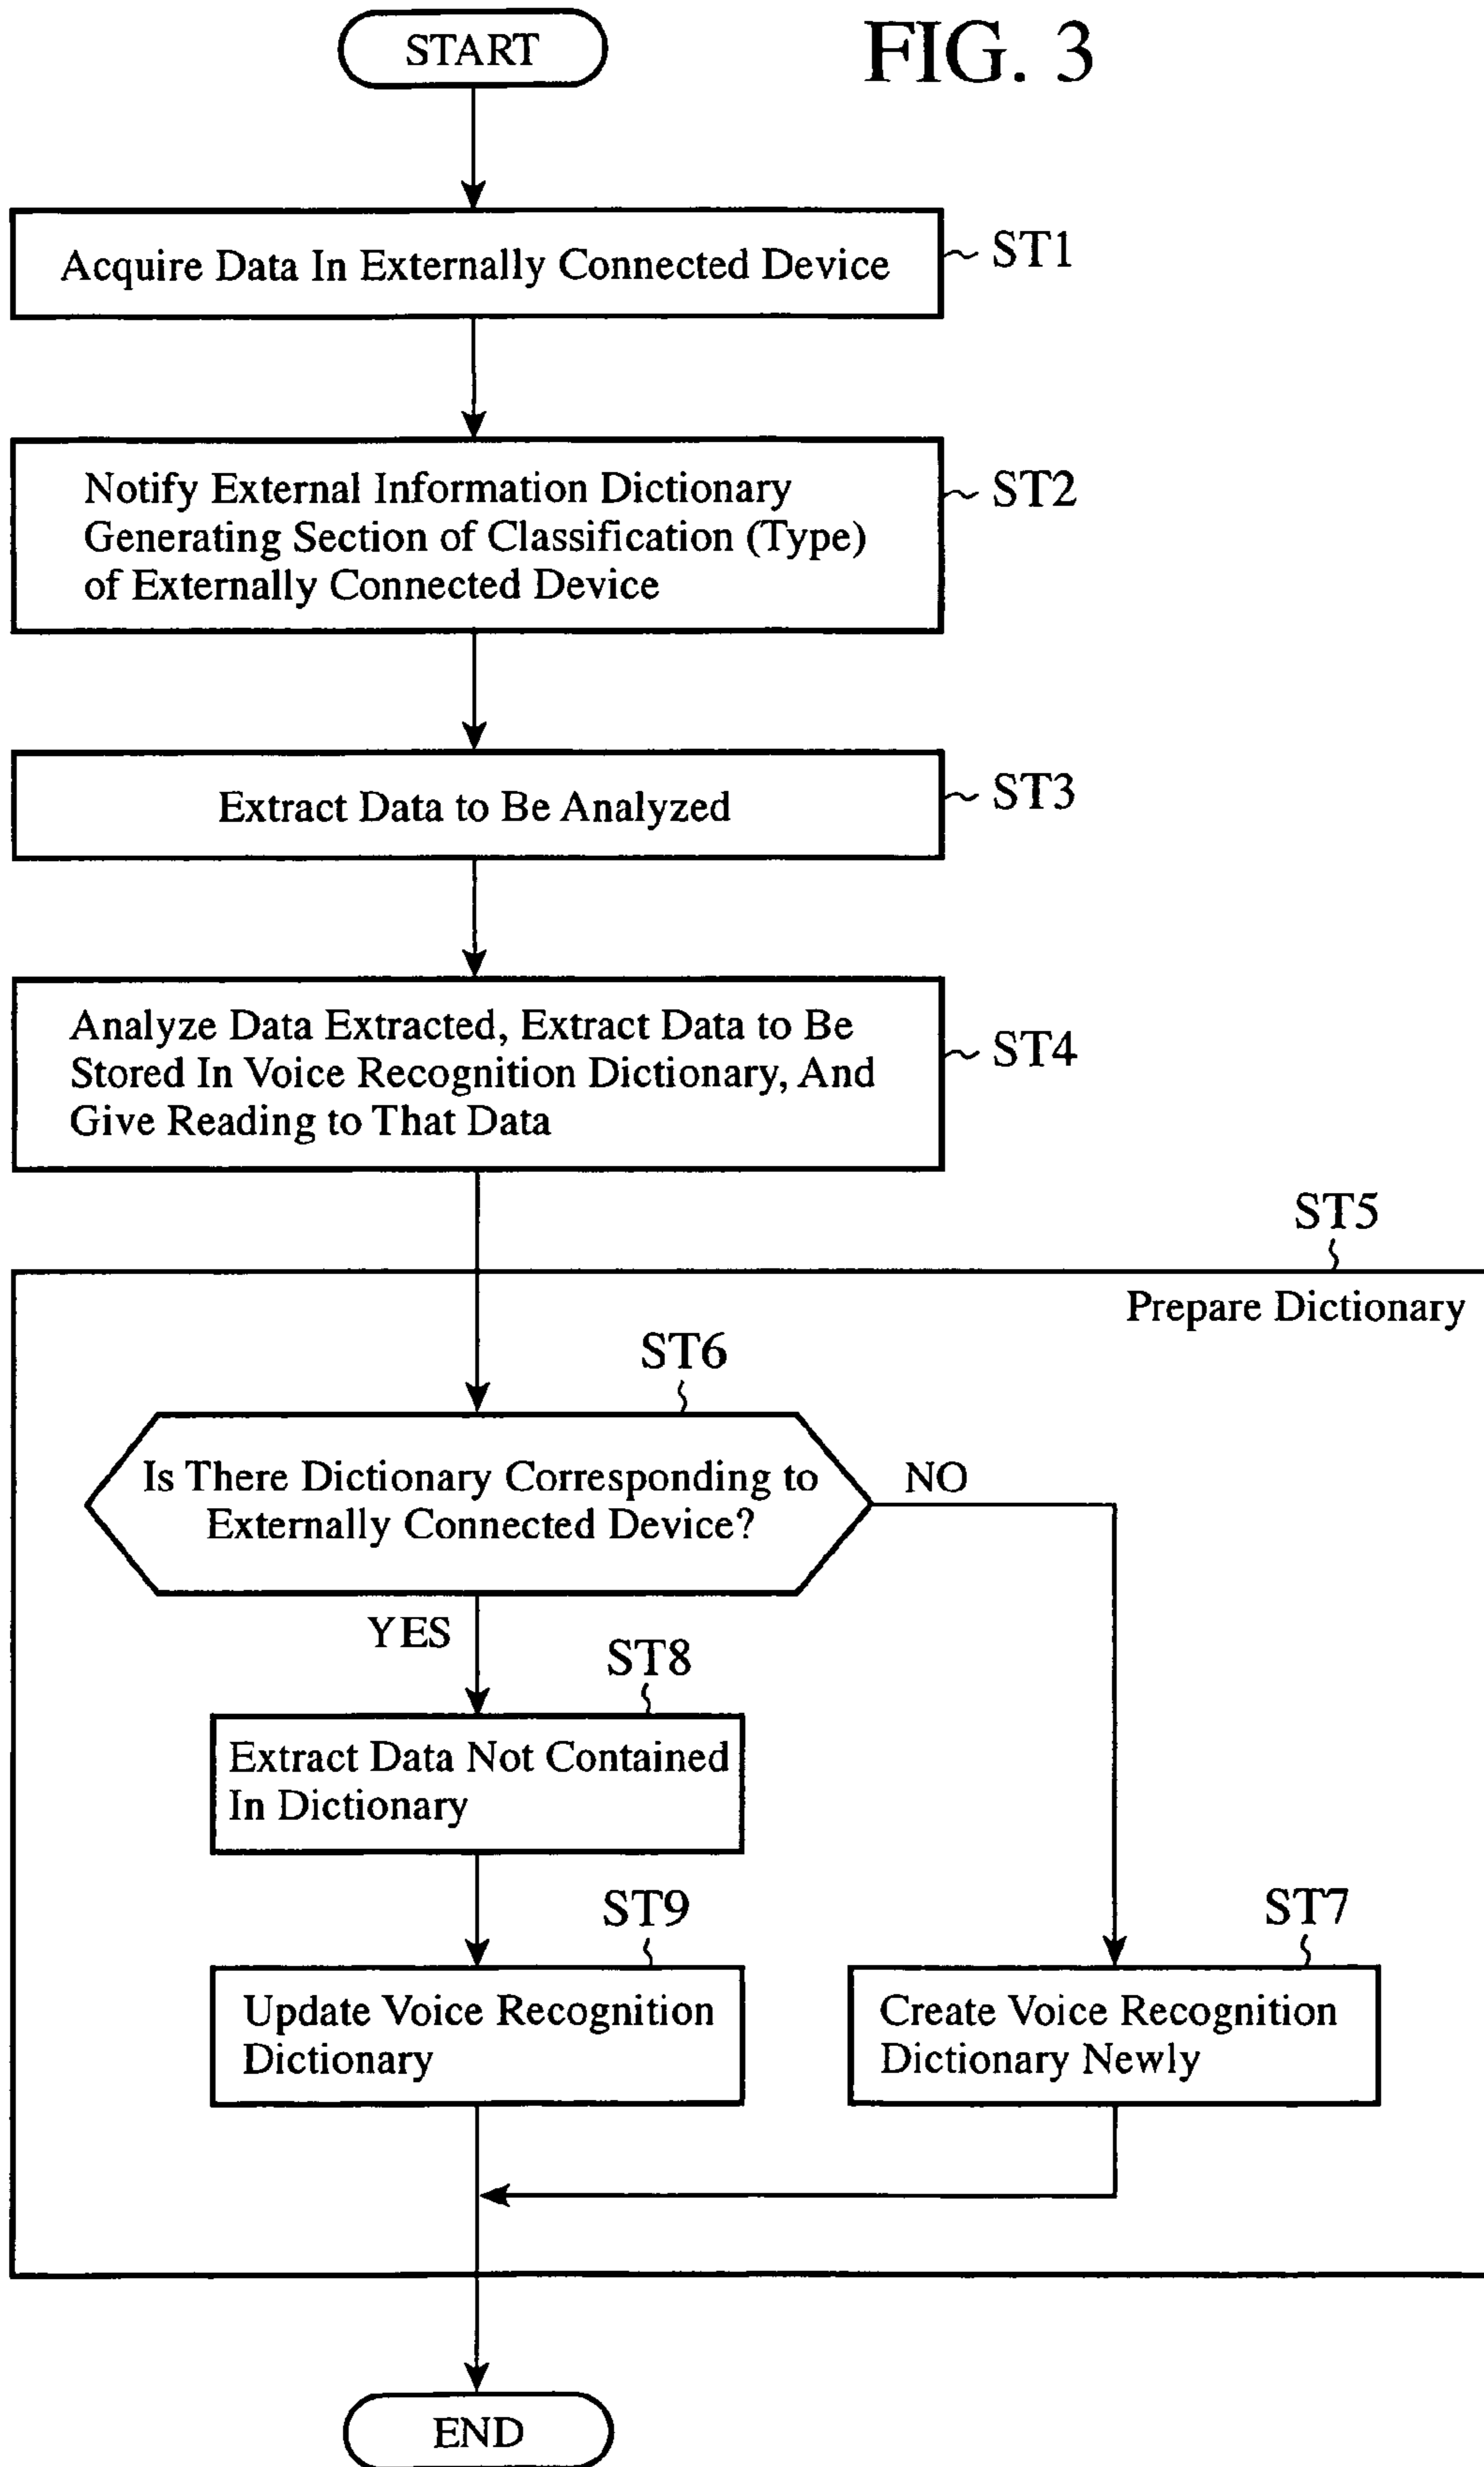 START
FIG. 3
Acquire Data In Externally Connected Device
ST1
Notify External Information Dictionary
Generating Section of Classification (Type)
of Externally Connected Device
ST2
Extract Data to Be Analyzed
ST3
Analyze Data Extracted, Extract Data to Be
Stored In Voice Recognition Dictionary, And
Give Reading to That Data
ST4
ST5
Prepare Dictionary
ST6
Is There Dictionary Corresponding to
Externally Connected Device?
NO
YES
ST8
Extract Data Not Contained
In Dictionary
ST9
Update Voice Recognition
Dictionary
ST7
Create Voice Recognition
Dictionary Newly
END